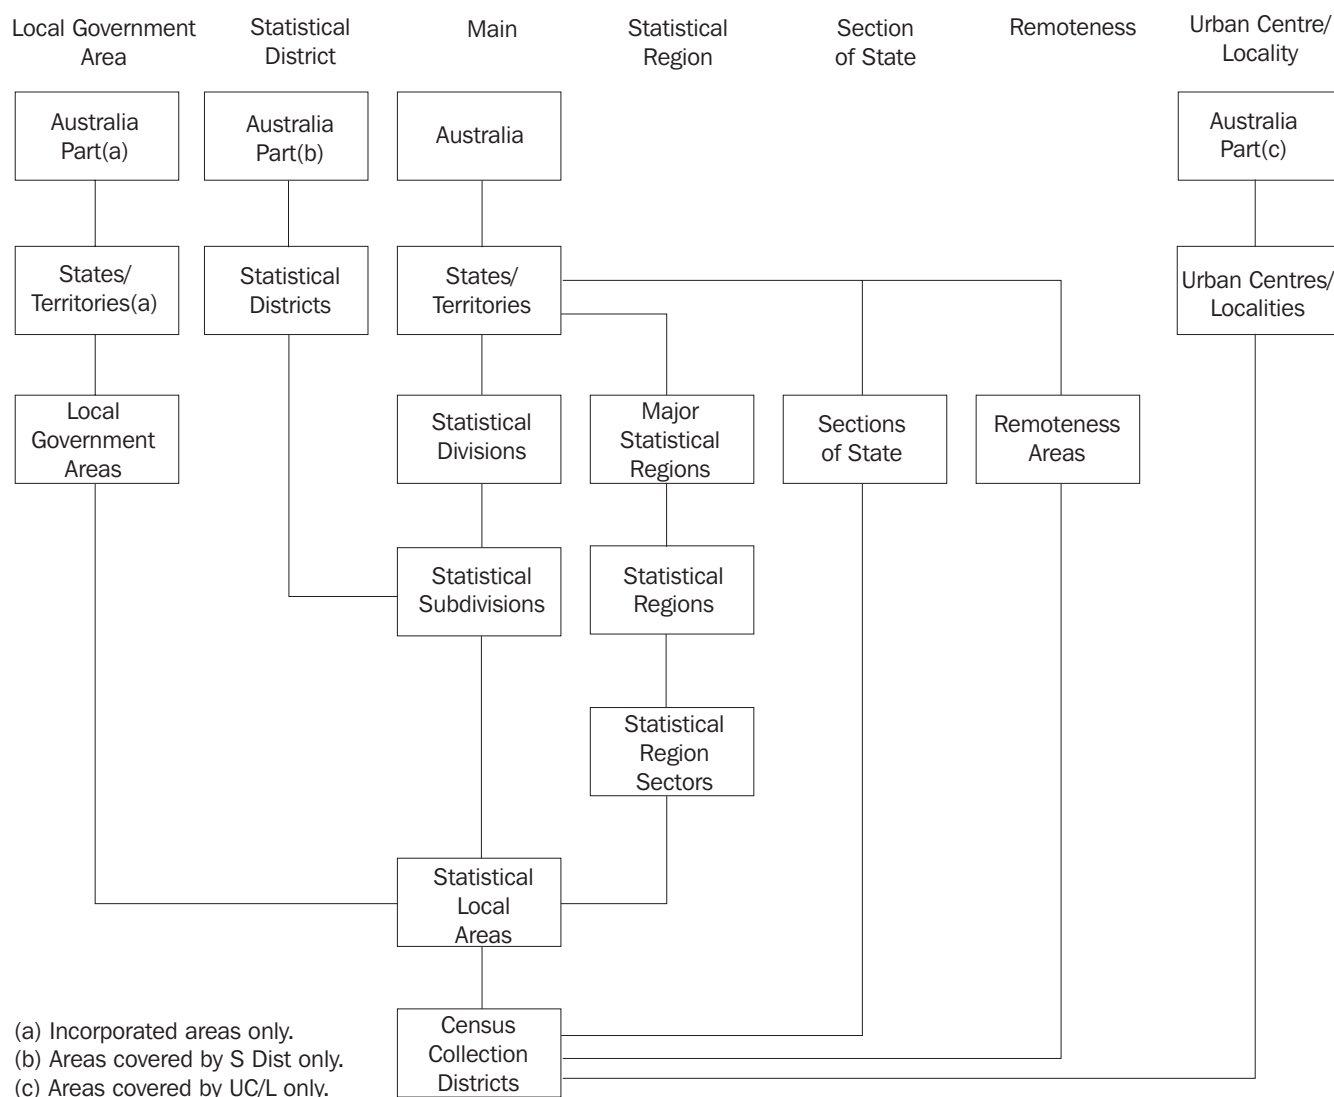 Local Government
Area
Statistical
District
Main
Statistical
Region
Section
of State
Remoteness
Urban Centre/
Locality
Australia
Part(a)
Australia
Part(b)
Australia
Australia
Part(c)
States/
Territories(a)
Statistical
Districts
States/
Territories
Urban Centres/
Localities
Local
Government
Areas
Statistical
Divisions
Major
Statistical
Regions
Sections
of State
Remoteness
Areas
Statistical
Subdivisions
Statistical
Regions
Statistical
Region
Sectors
Statistical
Local
Areas
Census
Collection
Districts
(a) Incorporated areas only.
(b) Areas covered by S Dist only.
(c) Areas covered by UC/L only.